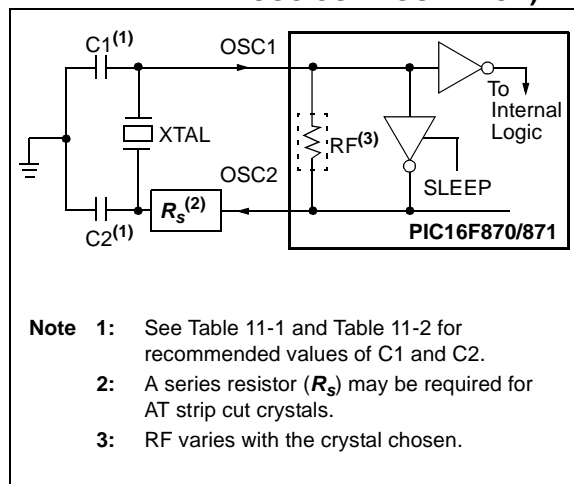 C1(1)
OSC1
To
Internal
Logic
XTAL
RF(3)
OSC2
SLEEP
Rs(2)
C2(1)
PIC16F870/871
Note 1: See Table 11-1 and Table 11-2 for
recommended values of C1 and C2.
2: A series resistor (Rs) may be required for
AT strip cut crystals.
3: RF varies with the crystal chosen.